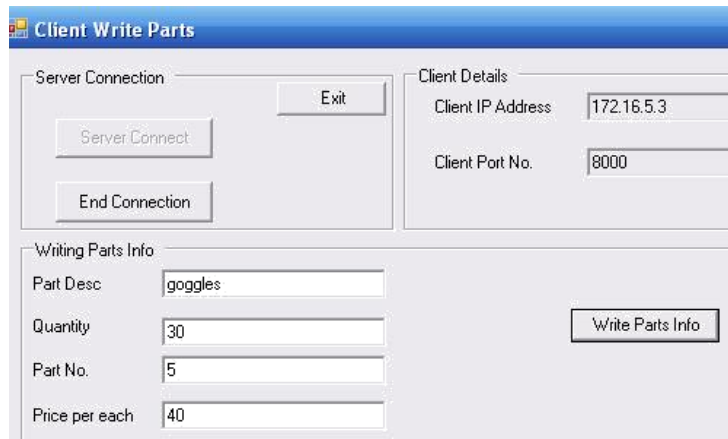 Client Write Parts
Server Connection
Exit
Server Connect
End Connection
Client Details
Client IP Address 172.16.5.3
Client Port No. 8000
Writing Parts Info
Part Desc goggles
Quantity 30
Part No. 5
Price per each 40
Write Parts Info